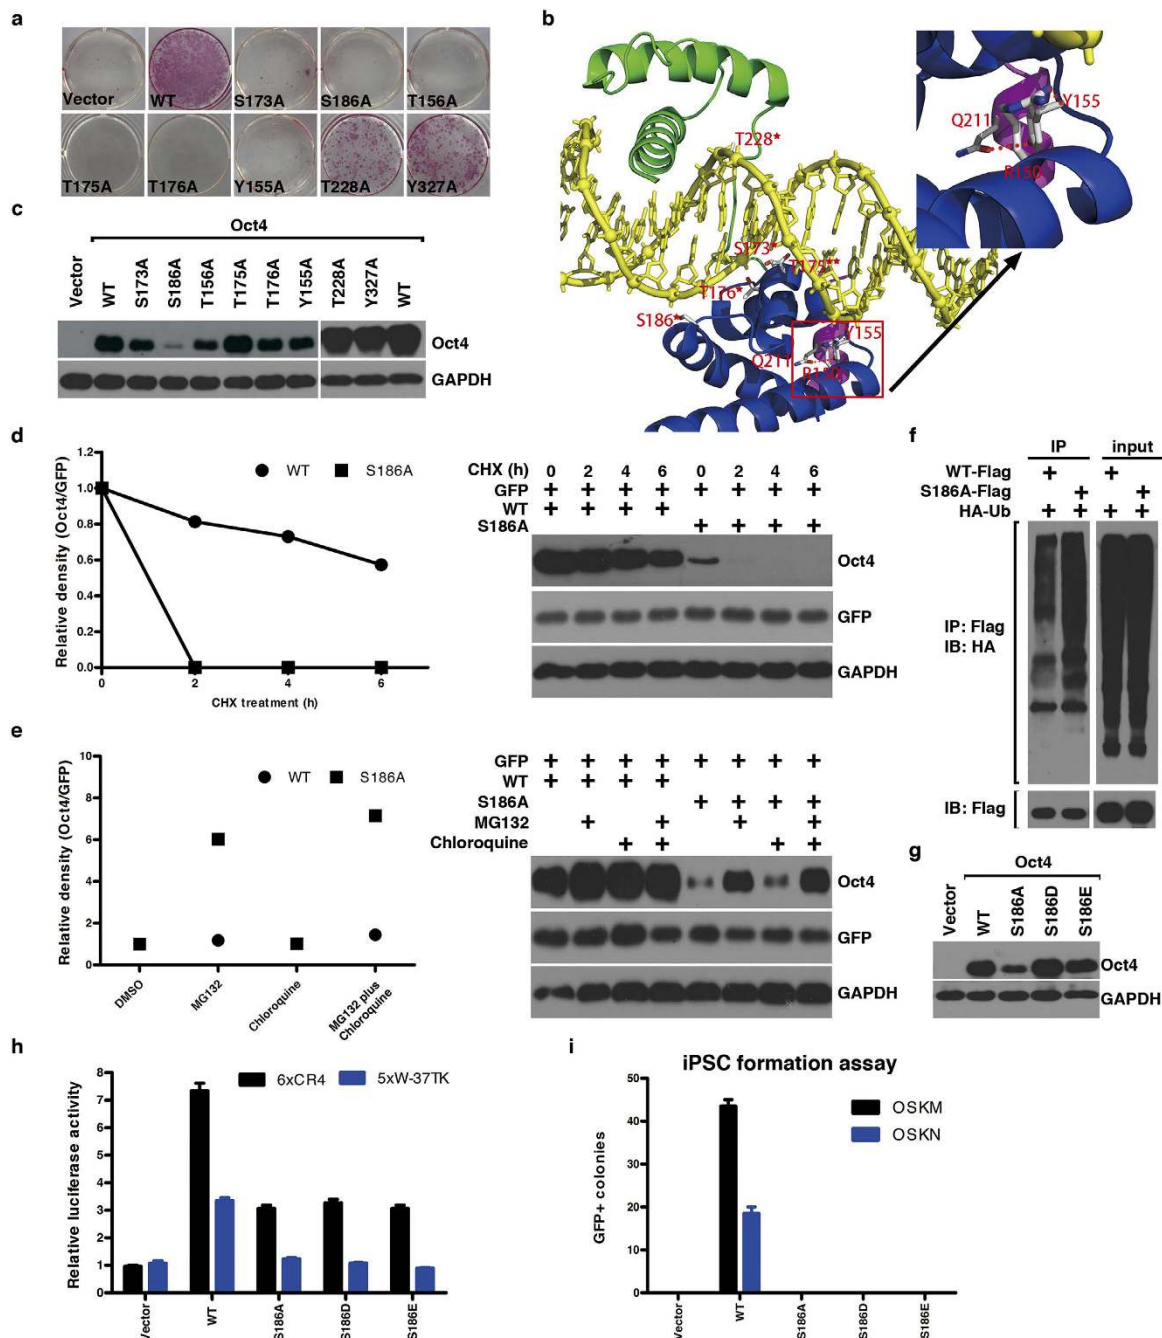 a
Vector
WT
S173A
S186A
T156A
T175A
T176A
Y155A
T228A
Y327A
b
T228*
S173*
T175**
T176*
S186*
Y155
Q211
R150
Q211
Y155
R150
c
Oct4
Vector
WT
S173A
S186A
T156A
T175A
T176A
Y155A
T228A
Y327A
WT
Oct4
GAPDH
d
Relative density (Oct4/GFP)
1.2
1.0
0.8
0.6
0.4
0.2
0.0
WT
S186A
0 2 4 6
CHX treatment (h)
CHX (h) 0 2 4 6 0 2 4 6
GFP + + + + + + + +
WT + + + +
S186A + + + +
Oct4
GFP
GAPDH
e
Relative density (Oct4/GFP)
10
8
6
4
2
0
WT
S186A
DMSO
MG132
Chloroquine
MG132 plus
Chloroquine
GFP + + + + + + + +
WT + + + +
S186A + + + +
MG132 + + + +
Chloroquine + + + +
Oct4
GFP
GAPDH
f
IP input
WT-Flag + +
S186A-Flag + +
HA-Ub + + + +
IP: Flag
IB: HA
IB: Flag
g
Oct4
Vector
WT
S186A
S186D
S186E
Oct4
GAPDH
h
Relative luciferase activity
8
7
6
5
4
3
2
1
0
6xCR4
5xW-37TK
Vector
WT
S186A
S186D
S186E
i
iPSC formation assay
GFP+ colonies
50
40
30
20
10
0
OSKM
OSKN
Vector
WT
S186A
S186D
S186E